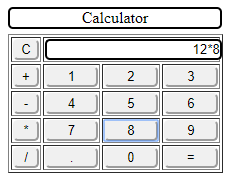 Calculator
C 12*8
+ 1 2 3
- 4 5 6
* 7 8 9
/ . 0 =